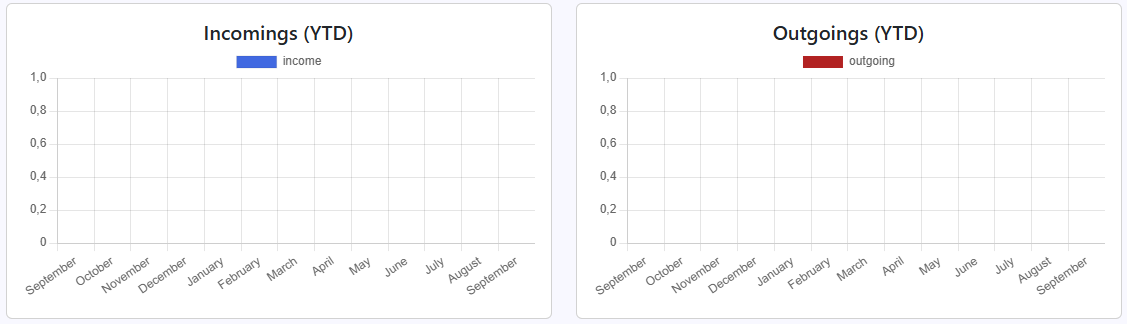 Incomings (YTD)
income
1,0
0,8
0,6
0,4
0,2
0
September October November December January February March April May June July August September
Outgoings (YTD)
outgoing
1,0
0,8
0,6
0,4
0,2
0
September October November December January February March April May June July August September